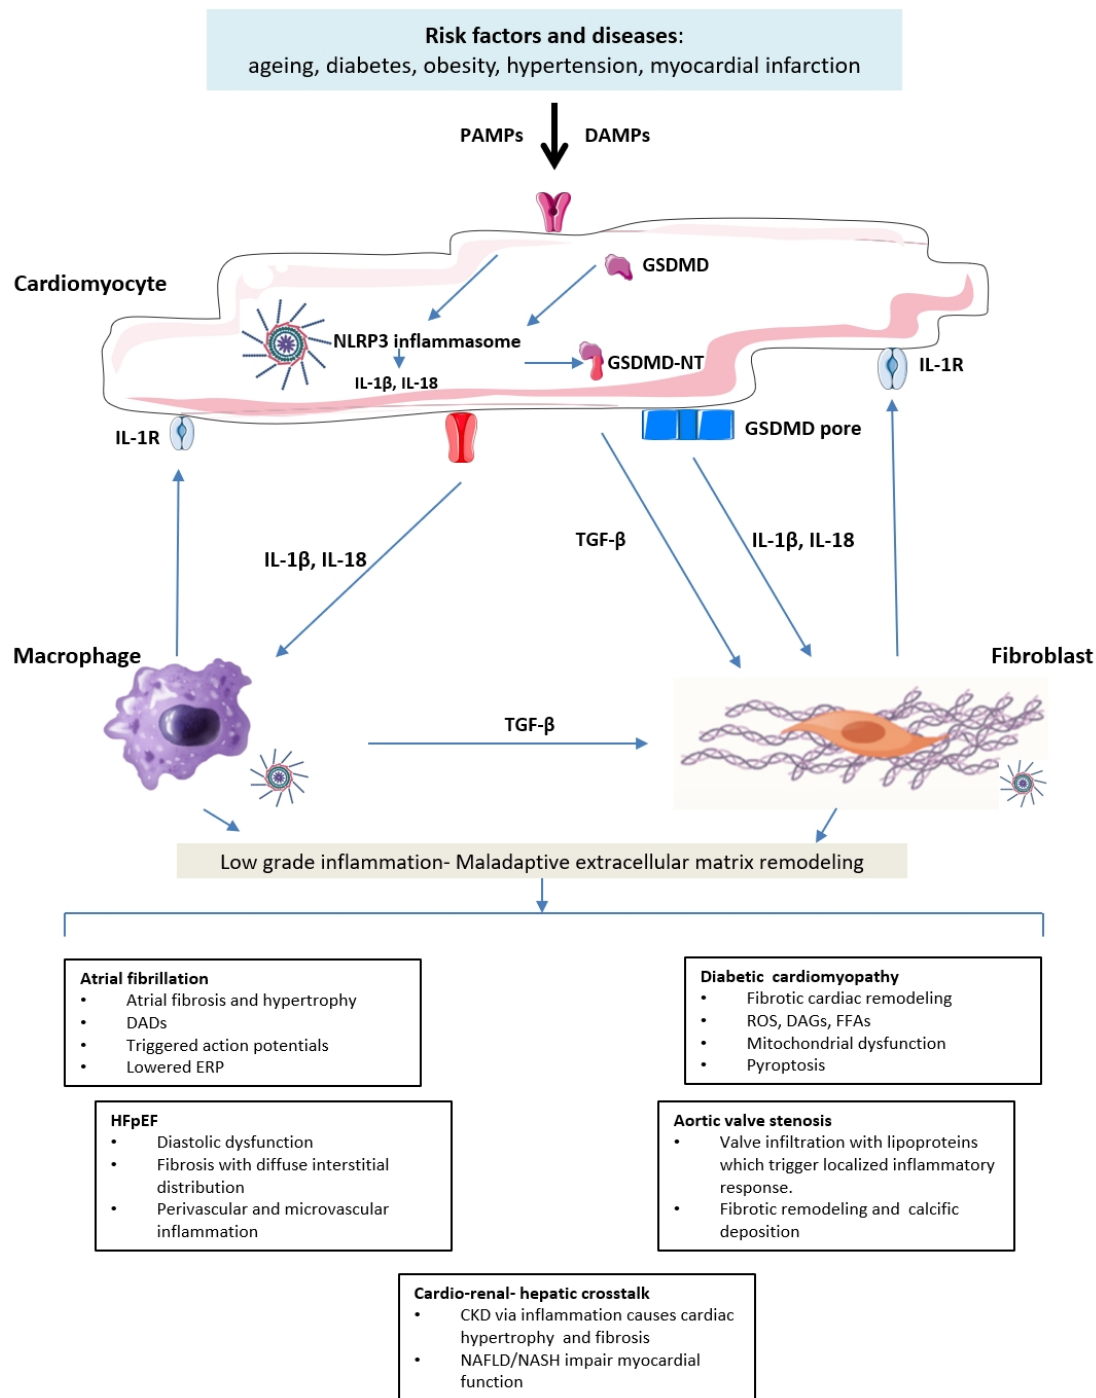 Risk factors and diseases:
ageing, diabetes, obesity, hypertension, myocardial infarction
PAMPs
DAMPs
Cardiomyocyte
GSDMD
NLRP3 inflammasome
GSDMD-NT
IL-1R
IL-1β, IL-18
IL-1R
GSDMD pore
TGF-β
IL-1β, IL-18
IL-1β, IL-18
Macrophage
Fibroblast
TGF-β
Low grade inflammation- Maladaptive extracellular matrix remodeling
Atrial fibrillation
• Atrial fibrosis and hypertrophy
• DADs
• Triggered action potentials
• Lowered ERP
Diabetic cardiomyopathy
• Fibrotic cardiac remodeling
• ROS, DAGs, FFAs
• Mitochondrial dysfunction
• Pyroptosis
HFpEF
• Diastolic dysfunction
• Fibrosis with diffuse interstitial
distribution
• Perivascular and microvascular
inflammation
Aortic valve stenosis
• Valve infiltration with lipoproteins
which trigger localized inflammatory
response.
• Fibrotic remodeling and calcific
deposition
Cardio-renal- hepatic crosstalk
• CKD via inflammation causes cardiac
hypertrophy and fibrosis
• NAFLD/NASH impair myocardial
function